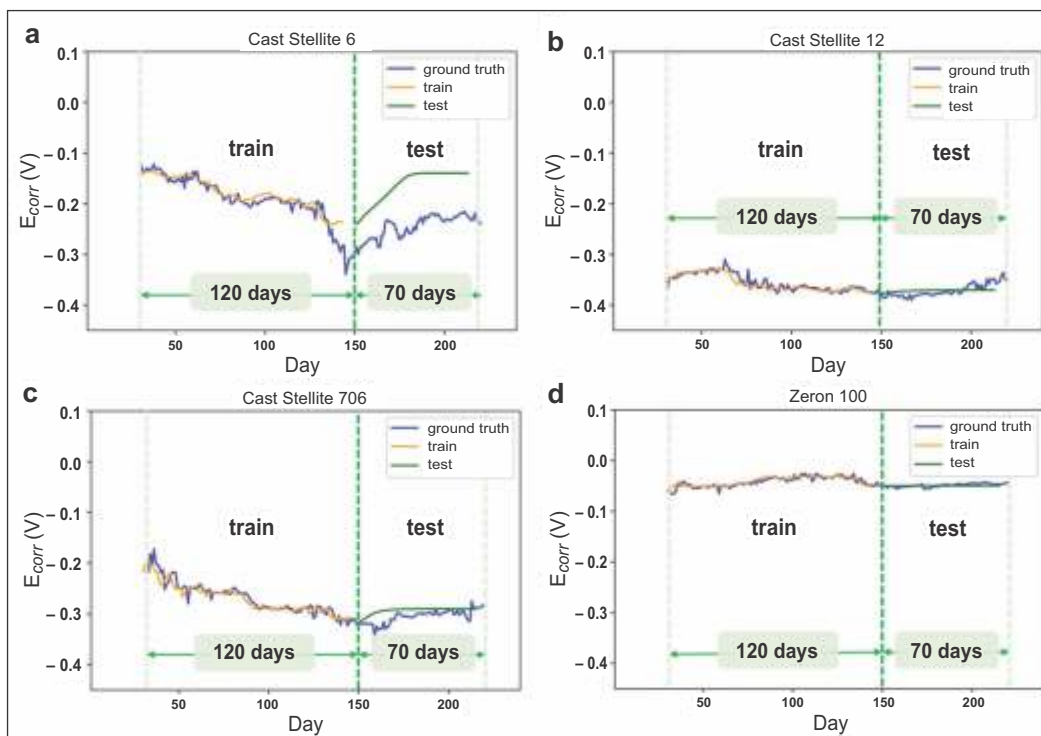 a
Cast Stellite 6
0.1
0.0
– 0.1
– 0.2
– 0.3
– 0.4
E_corr (V)
ground truth
train
test
train
test
120 days
70 days
50
100
150
200
Day
b
Cast Stellite 12
0.1
0.0
– 0.1
– 0.2
– 0.3
– 0.4
E_corr (V)
ground truth
train
test
train
test
120 days
70 days
50
100
150
200
Day
c
Cast Stellite 706
0.1
0.0
– 0.1
– 0.2
– 0.3
– 0.4
E_corr (V)
ground truth
train
test
train
test
120 days
70 days
50
100
150
200
Day
d
Zeron 100
0.1
– 0.0
– 0.1
– 0.2
– 0.3
– 0.4
E_corr (V)
ground truth
train
test
train
test
120 days
70 days
50
100
150
200
Day